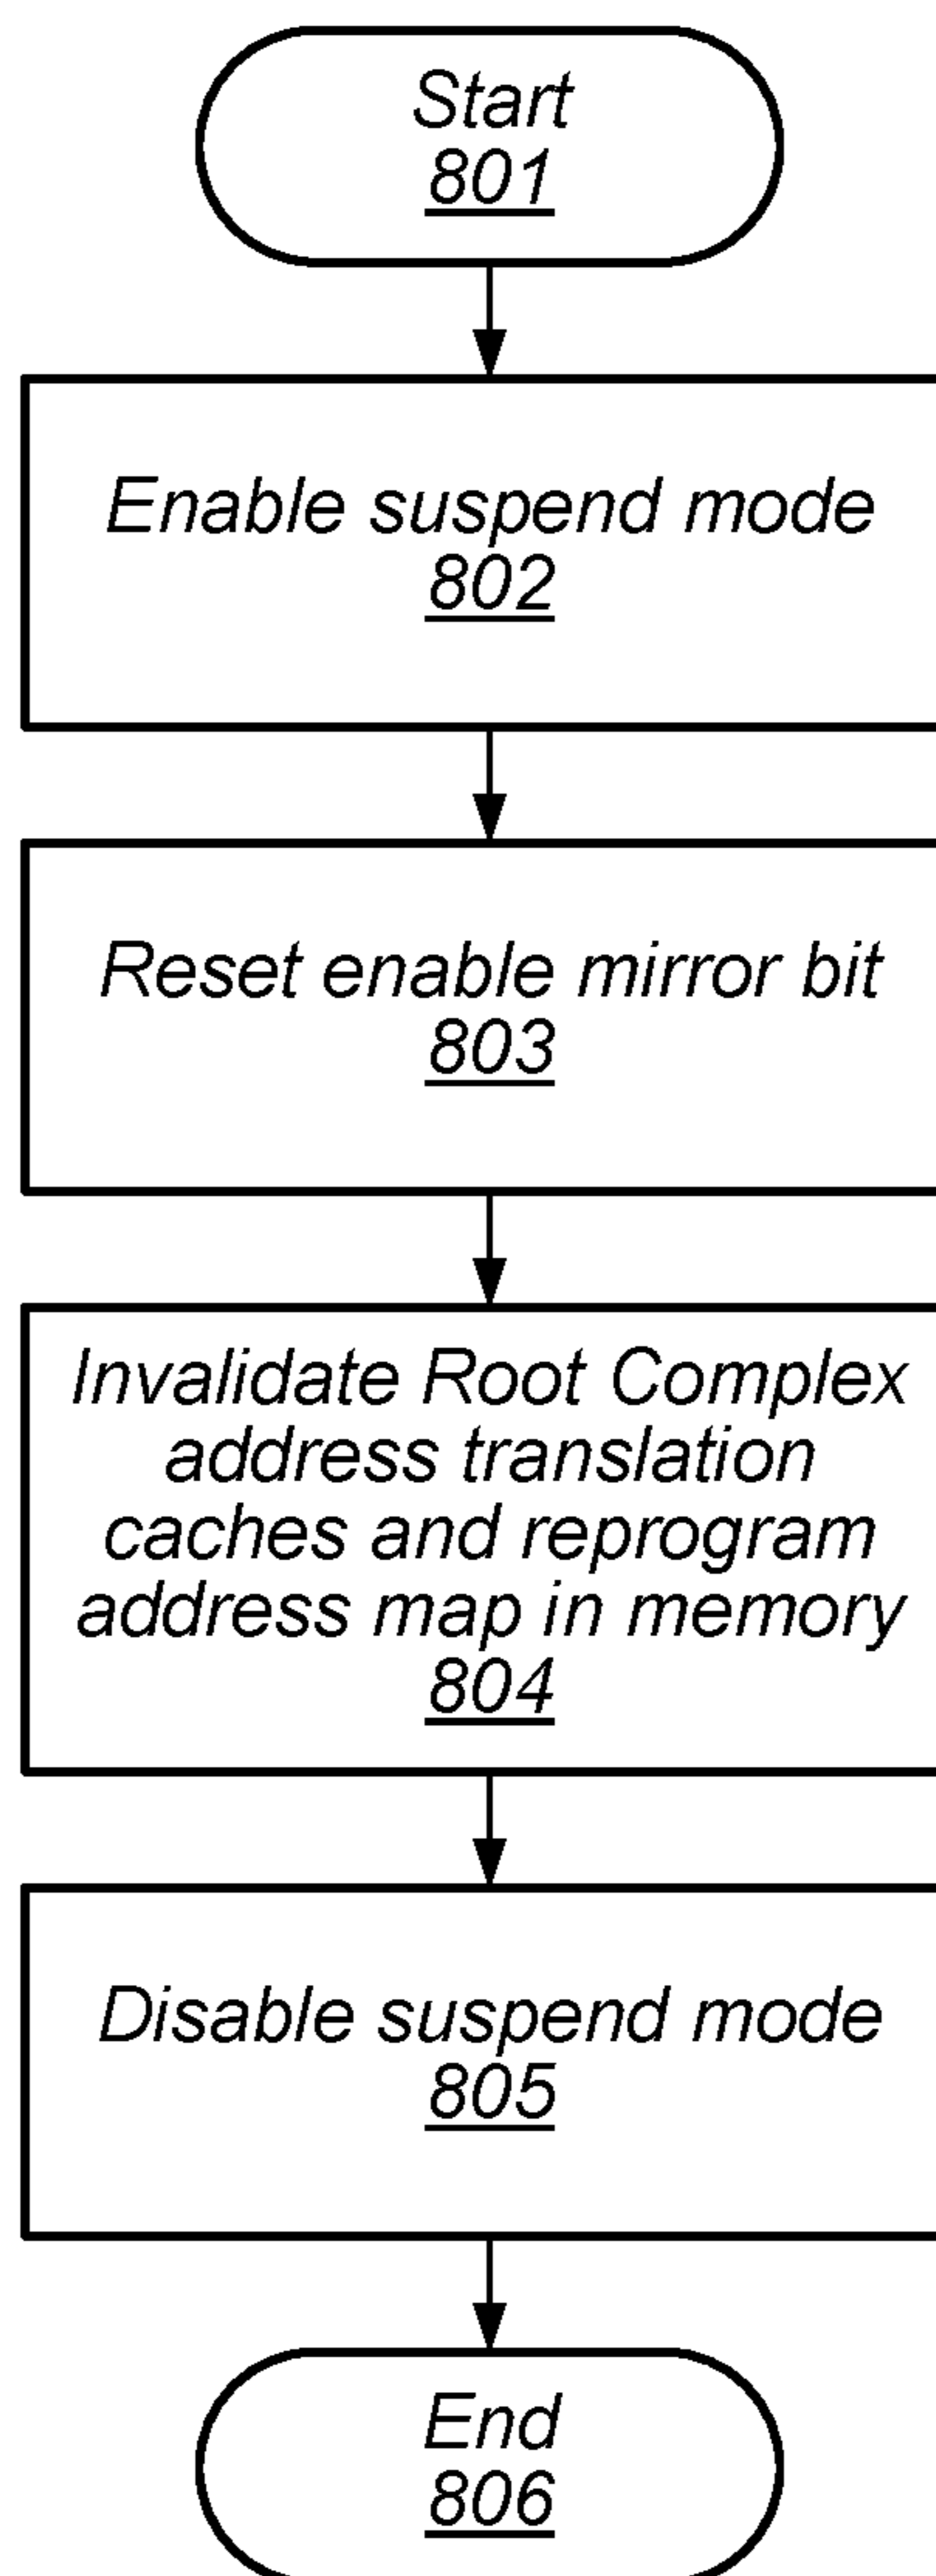 Start
801
Enable suspend mode
802
Reset enable mirror bit
803
Invalidate Root Complex
address translation
caches and reprogram
address map in memory
804
Disable suspend mode
805
End
806